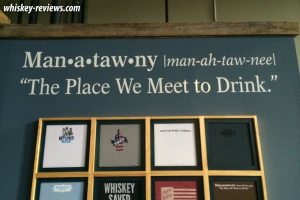 whiskey-reviews.com
Man•a•taw•ny |man-ah-taw-nee|
“The Place We Meet to Drink.”
WHISKEY
SAVED